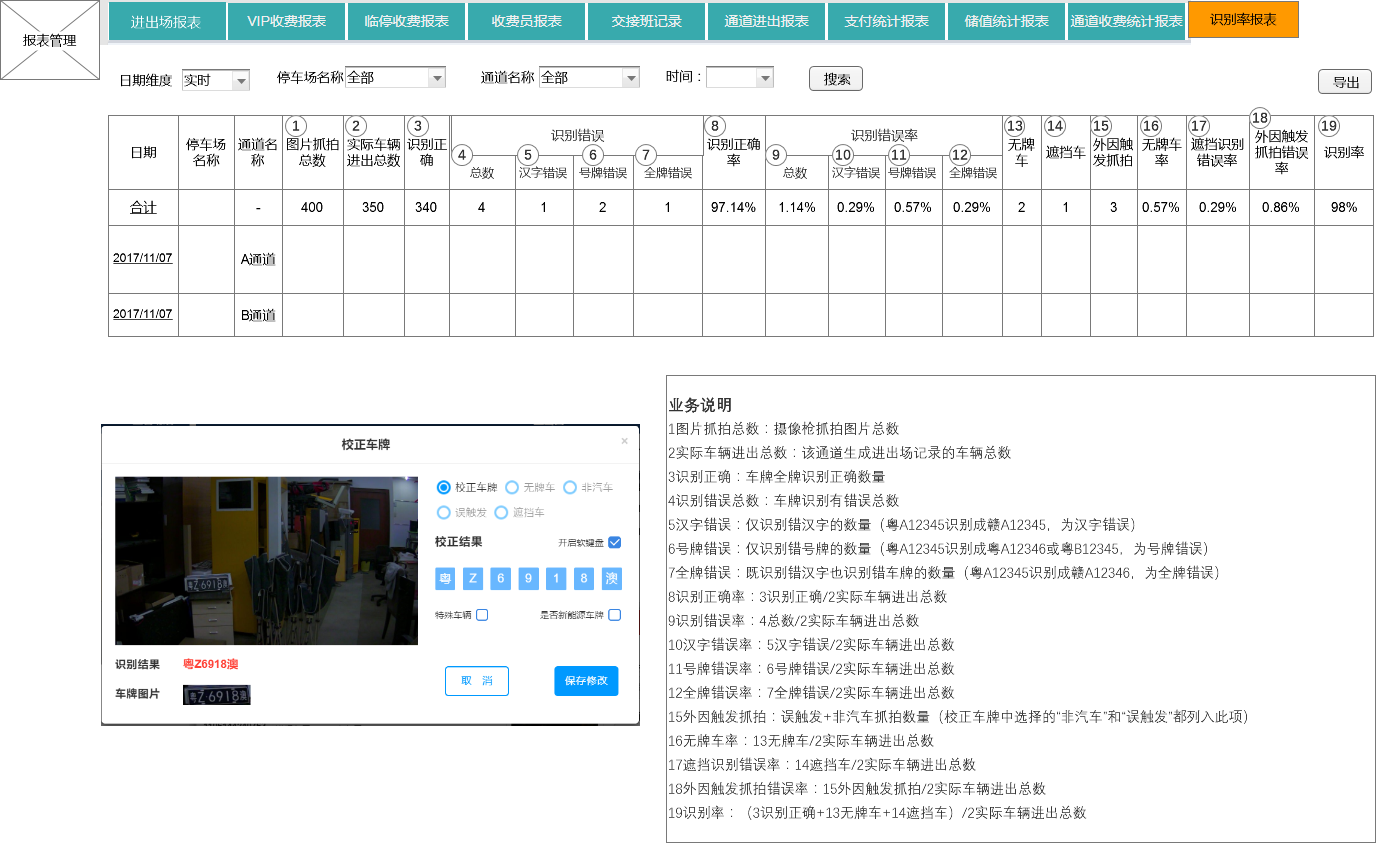 报表管理
进出场报表 VIP收费报表 临停收费报表 收费员报表 交接班记录 通道进出报表 支付统计报表 储值统计报表 通道收费统计报表 识别率报表
日期维度 实时 停车场名称 全部 通道名称 全部 时间： 搜索 导出
① ② ③ ④ ⑤ ⑥ ⑦ ⑧ ⑨ ⑩ ⑪ ⑫ ⑬ ⑭ ⑮ ⑯ ⑰ ⑱ ⑲
日期 停车场名称 通道名称 图片抓拍总数 实际车辆进出总数 识别正确 识别错误 识别正确率 识别错误率 无牌车 遮挡车 外因触发抓拍 无牌车率 遮挡识别错误率 外因触发抓拍错误率 识别率
总数 汉字错误 号牌错误 全牌错误 总数 汉字错误 号牌错误 全牌错误
合计 - 400 350 340 4 1 2 1 97.14% 1.14% 0.29% 0.57% 0.29% 2 1 3 0.57% 0.29% 0.86% 98%
2017/11/07 A通道
2017/11/07 B通道
校正车牌 ×
校正车牌 无牌车 非汽车
误触发 遮挡车
校正结果 开启软键盘
粤 Z 6 9 1 8 澳
特殊车辆 是否新能源车牌
识别结果 粤Z6918澳
车牌图片 粤Z·6918澳
取 消 保存修改
业务说明
1图片抓拍总数：摄像枪抓拍图片总数
2实际车辆进出总数：该通道生成进出场记录的车辆总数
3识别正确：车牌全牌识别正确数量
4识别错误总数：车牌识别有错误总数
5汉字错误：仅识别错汉字的数量（粤A12345识别成赣A12345，为汉字错误）
6号牌错误：仅识别错号牌的数量（粤A12345识别成粤A12346或粤B12345，为号牌错误）
7全牌错误：既识别错汉字也识别错车牌的数量（粤A12345识别成赣A12346，为全牌错误）
8识别正确率：3识别正确/2实际车辆进出总数
9识别错误率：4总数/2实际车辆进出总数
10汉字错误率：5汉字错误/2实际车辆进出总数
11号牌错误率：6号牌错误/2实际车辆进出总数
12全牌错误率：7全牌错误/2实际车辆进出总数
15外因触发抓拍：误触发+非汽车抓拍数量（校正车牌中选择的“非汽车”和“误触发”都列入此项）
16无牌车率：13无牌车/2实际车辆进出总数
17遮挡识别错误率：14遮挡车/2实际车辆进出总数
18外因触发抓拍错误率：15外因触发抓拍/2实际车辆进出总数
19识别率：（3识别正确+13无牌车+14遮挡车）/2实际车辆进出总数